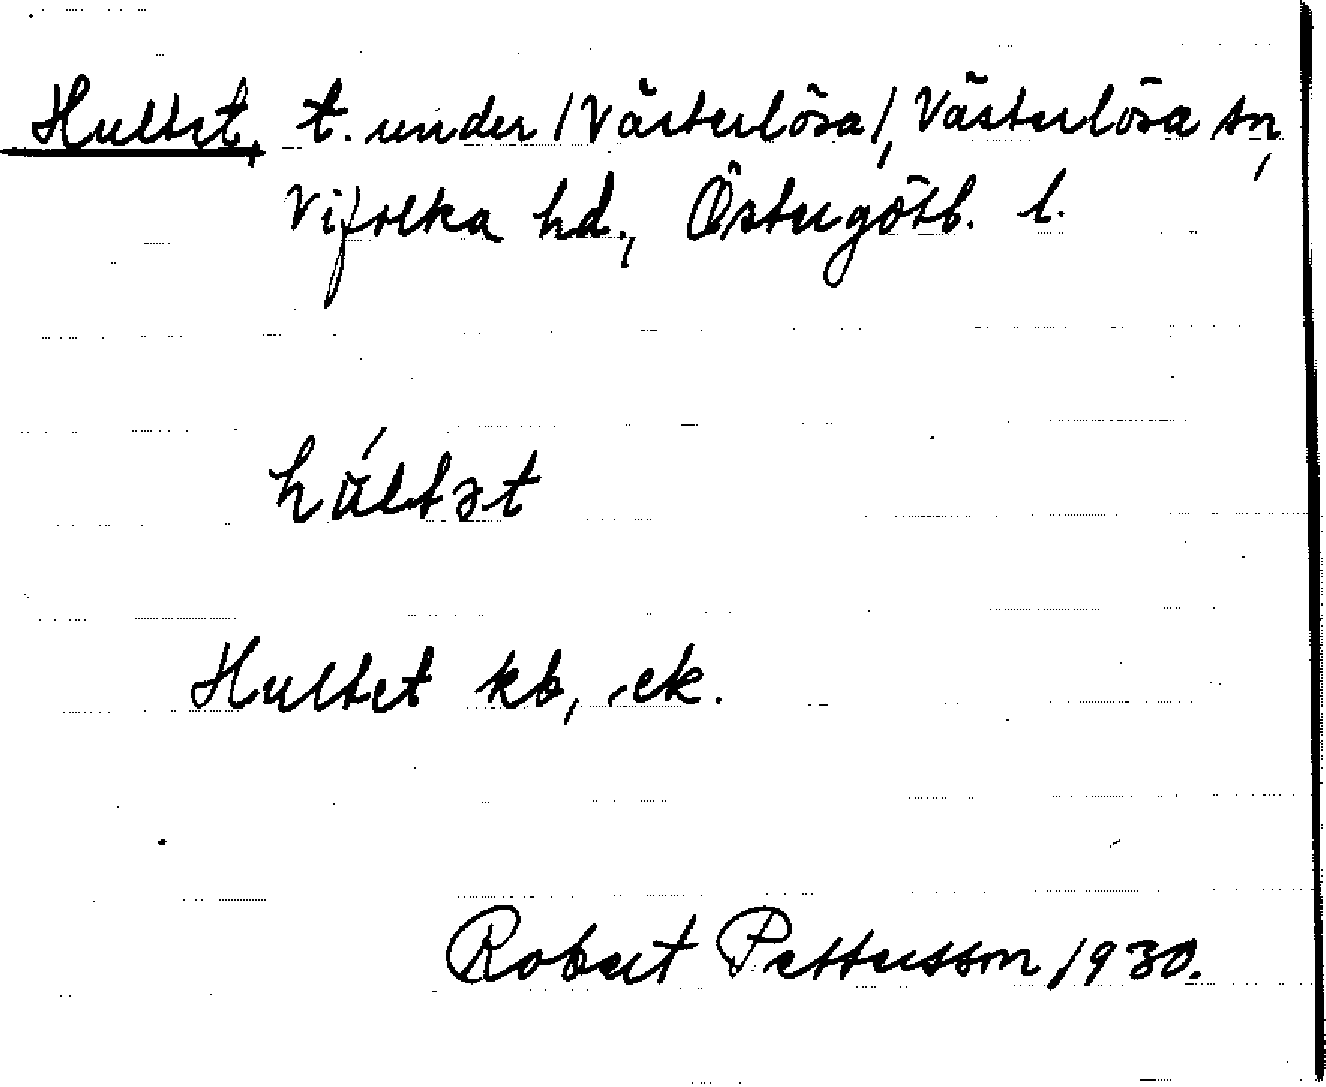 Hultet, t. under /Västerlösa/, Västerlösa sn,
Vifolka hd., Östergötl. l.
húltət
Hultet kb, ek.
Robert Pettersson 1930.